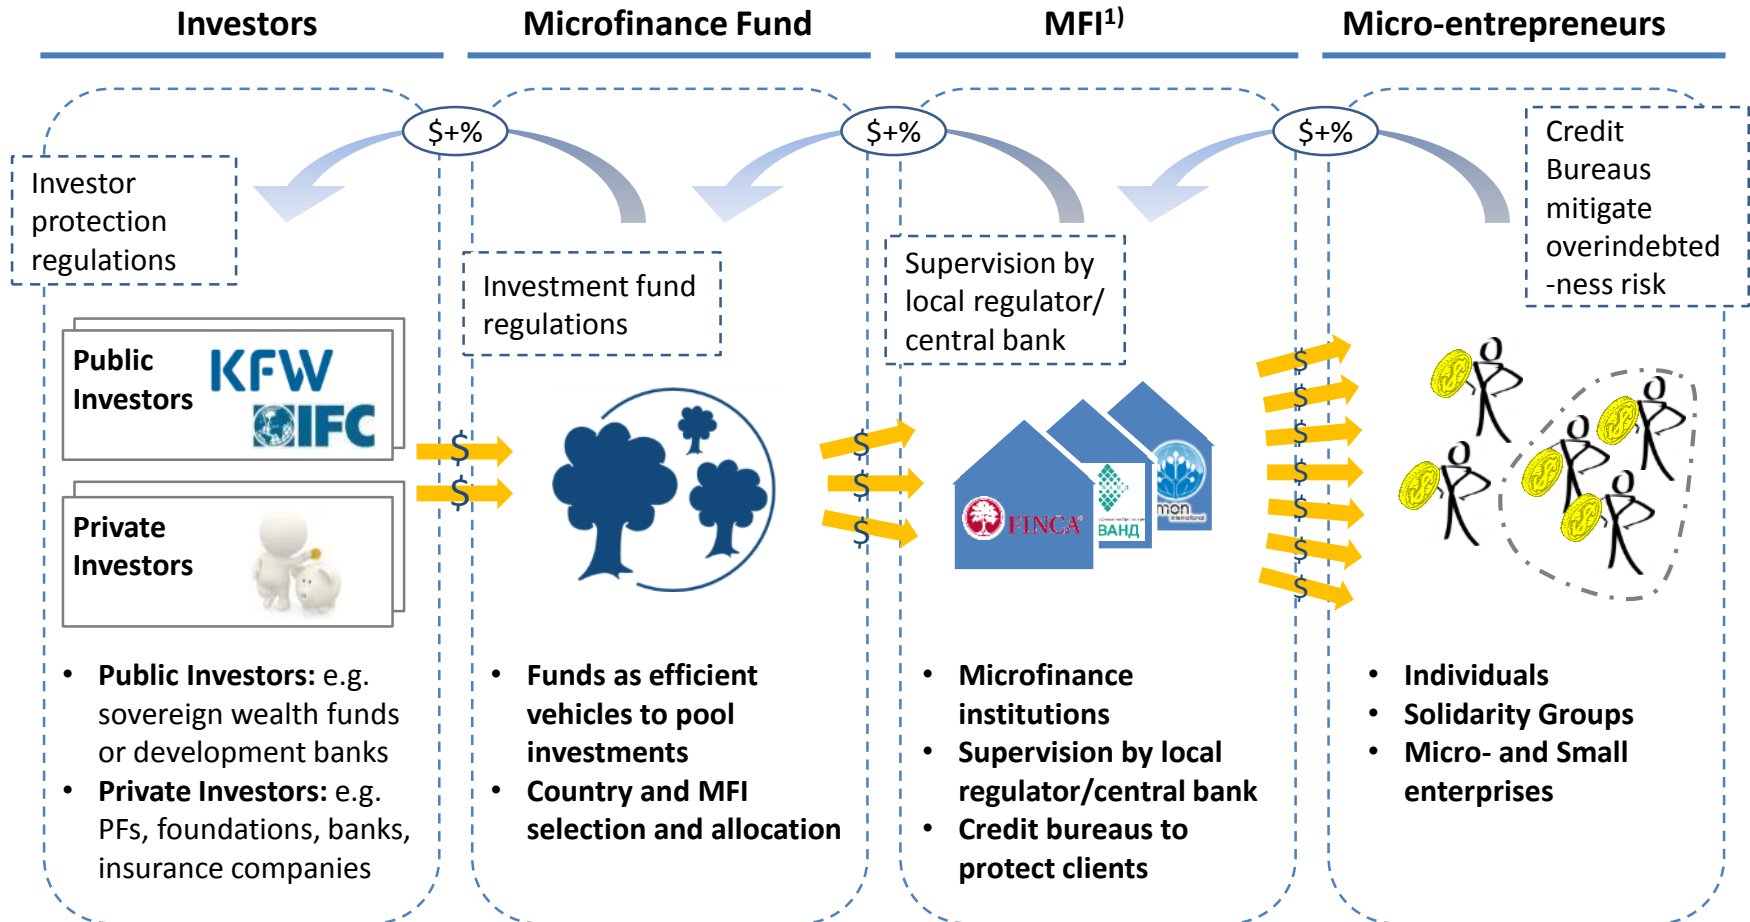 Investors
Microfinance Fund
MFI1)
Micro-entrepreneurs
$+%
$+%
$+%
Investor
protection
regulations
Investment fund
regulations
Supervision by
local regulator/
central bank
Credit
Bureaus
mitigate
overindebted
-ness risk
Public
Investors
KFW
IFC
Private
Investors
$
$
$
$
$
FINCA
ВАНД
mon
international
$
$
$
$
$
$
$
• Public Investors: e.g.
sovereign wealth funds
or development banks
• Private Investors: e.g.
PFs, foundations, banks,
insurance companies
• Funds as efficient
vehicles to pool
investments
• Country and MFI
selection and allocation
• Microfinance
institutions
• Supervision by local
regulator/central bank
• Credit bureaus to
protect clients
• Individuals
• Solidarity Groups
• Micro- and Small
enterprises